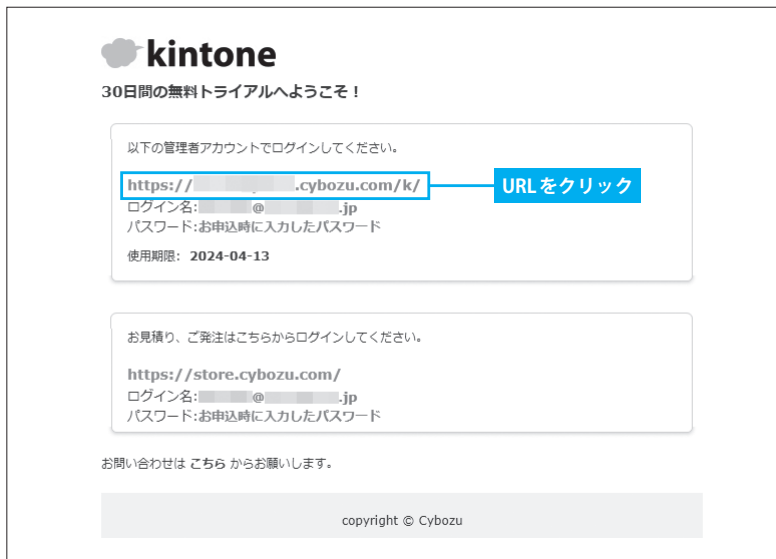 kintone
30日間の無料トライアルへようこそ！
以下の管理者アカウントでログインしてください。
https:// .cybozu.com/k/
URLをクリック
ログイン名: @ .jp
パスワード:お申込時に入力したパスワード
使用期限: 2024-04-13
お見積り、ご発注はこちらからログインしてください。
https://store.cybozu.com/
ログイン名: @ .jp
パスワード:お申込時に入力したパスワード
お問い合わせは こちら からお願いします。
copyright © Cybozu